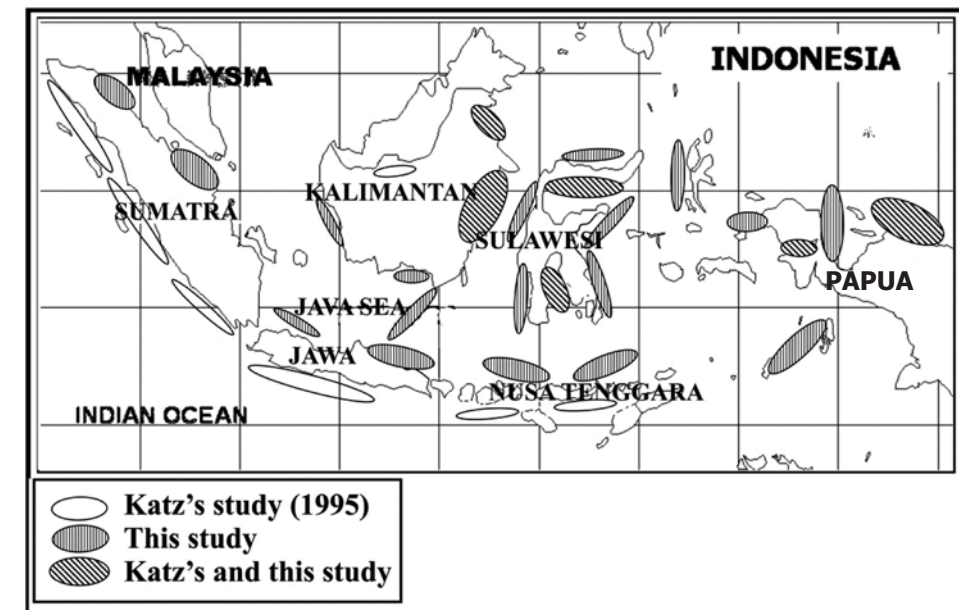 INDONESIA
MALAYSIA
KALIMANTAN
SUMATRA
SULAWESI
PAPUA
JAVA SEA
JAWA
NUSA TENGGARA
INDIAN OCEAN
Katz's study (1995)
This study
Katz's and this study